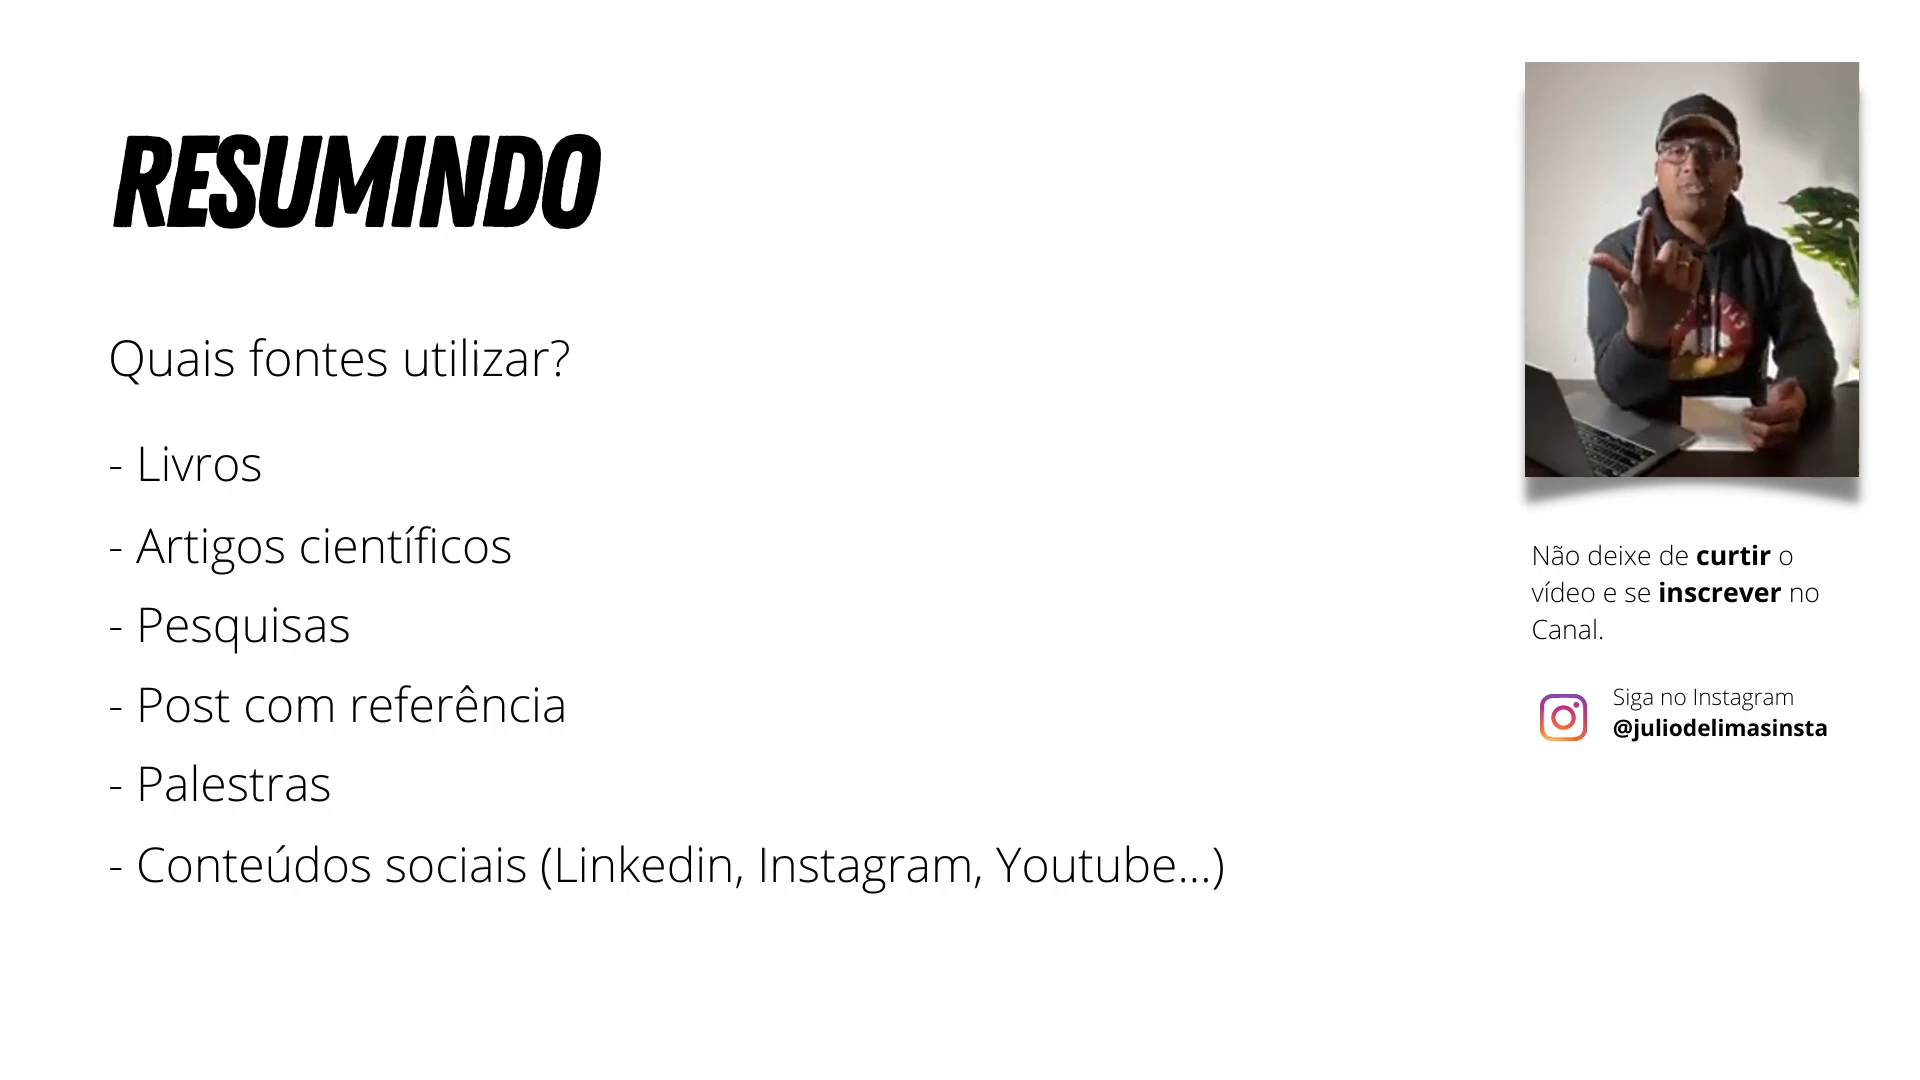 RESUMINDO
Quais fontes utilizar?
- Livros
- Artigos científicos
- Pesquisas
- Post com referência
- Palestras
- Conteúdos sociais (Linkedin, Instagram, Youtube...)
Não deixe de curtir o
vídeo e se inscrever no
Canal.
Siga no Instagram
@juliodelimasinsta